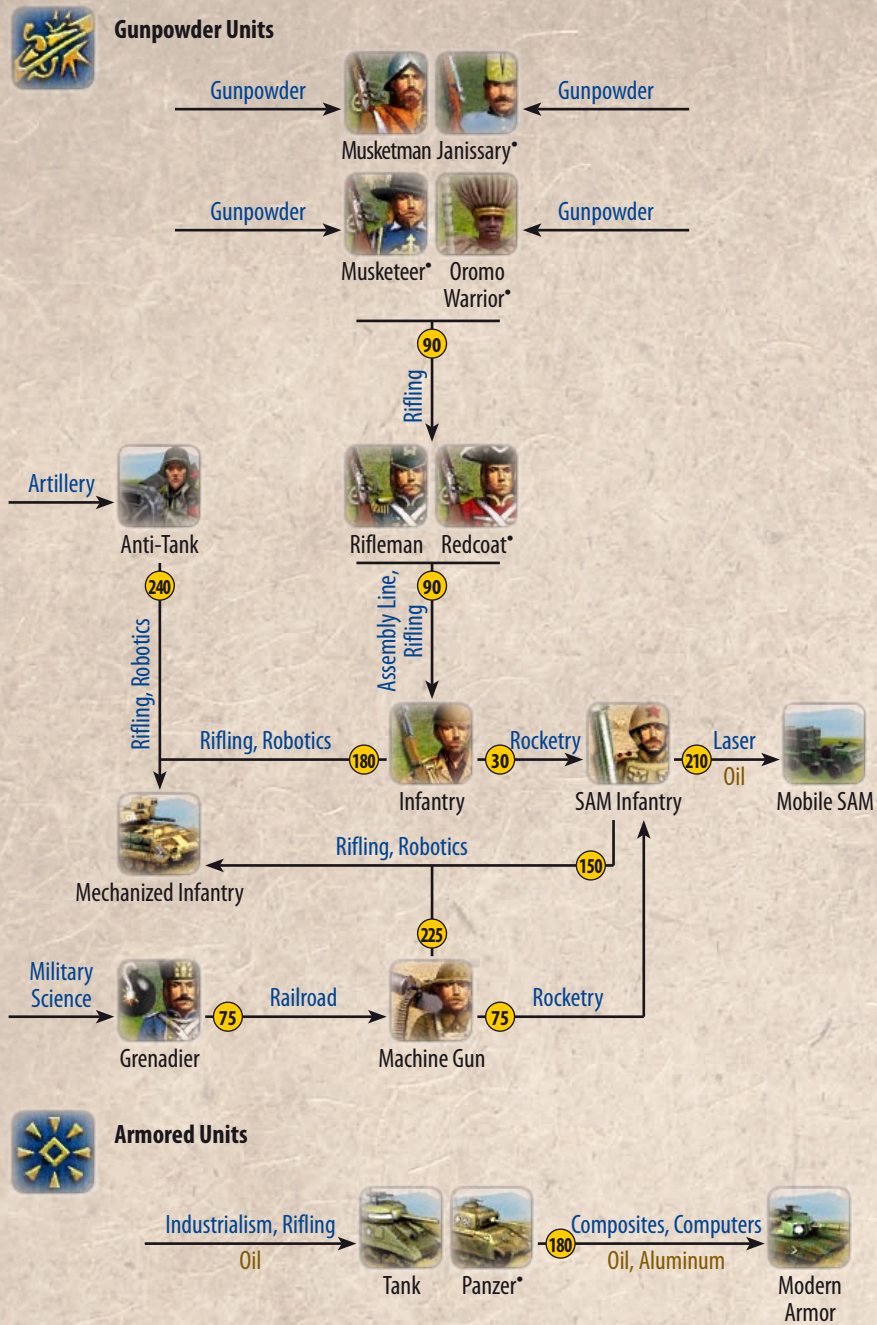 Gunpowder Units
Gunpowder
Gunpowder
Musketman Janissary•
Gunpowder
Gunpowder
Musketeer•
Oromo
Warrior•
90
Rifling
Artillery
Anti-Tank
Rifleman
Redcoat•
240
90
Rifling, Robotics
Assembly Line,
Rifling
Rifling, Robotics
180
30
Rocketry
210
Laser
Oil
Infantry
SAM Infantry
Mobile SAM
Rifling, Robotics
150
Mechanized Infantry
225
Military
Science
75
Railroad
75
Rocketry
Grenadier
Machine Gun
Armored Units
Industrialism, Rifling
Oil
180
Composites, Computers
Oil, Aluminum
Tank
Panzer•
Modern
Armor